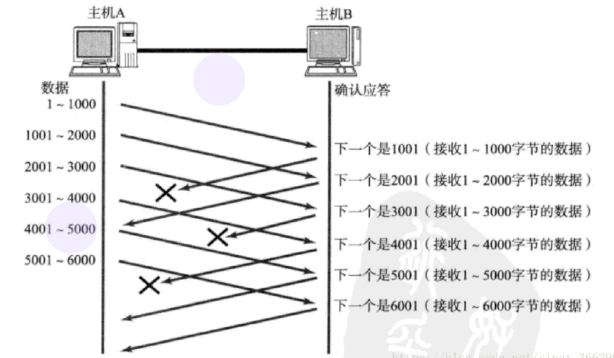 主机A
主机B
数据
确认应答
1～1000
1001～2000
2001～3000
3001～4000
4001～5000
5001～6000
下一个是1001（接收1～1000字节的数据）
下一个是2001（接收1～2000字节的数据）
下一个是3001（接收1～3000字节的数据）
下一个是4001（接收1～4000字节的数据）
下一个是5001（接收1～5000字节的数据）
下一个是6001（接收1～6000字节的数据）